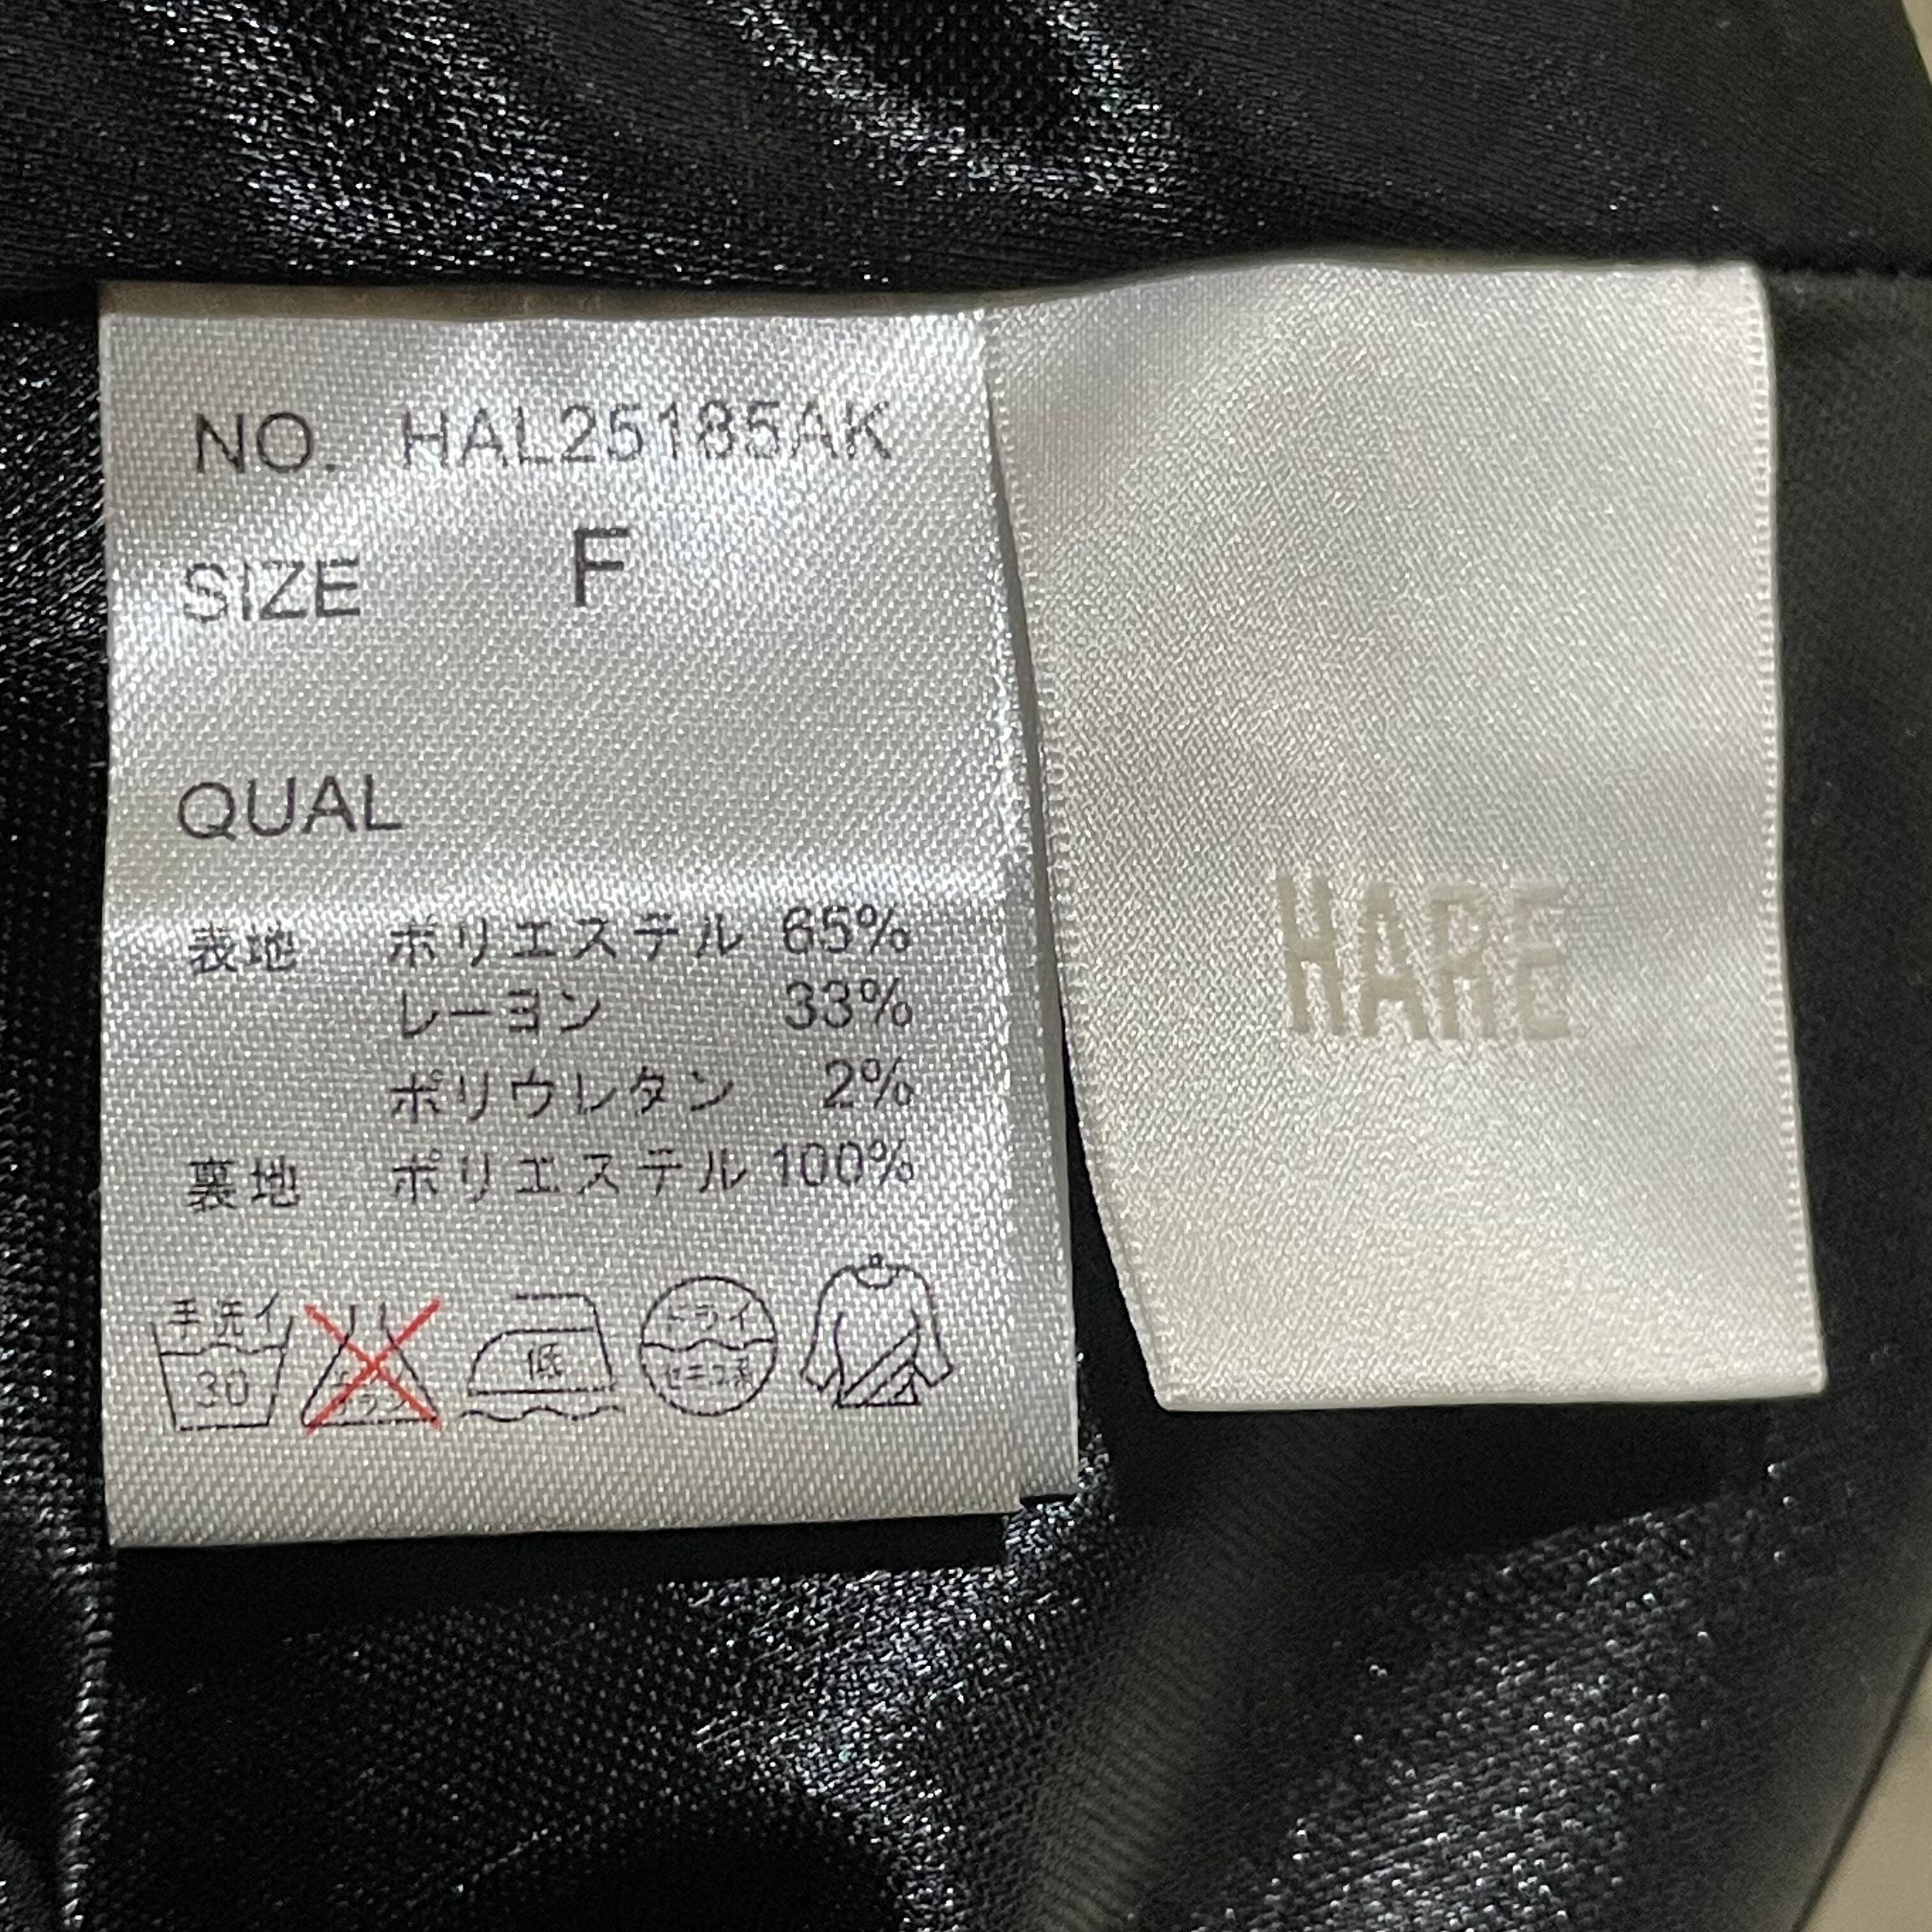 NO. HAL25185AK
SIZE F
QUAL
表地 ポリエステル 65%
レーヨン 33%
ポリウレタン 2%
裏地 ポリエステル 100%
手洗イ
30
低
ドライ
セキユ系
HARE